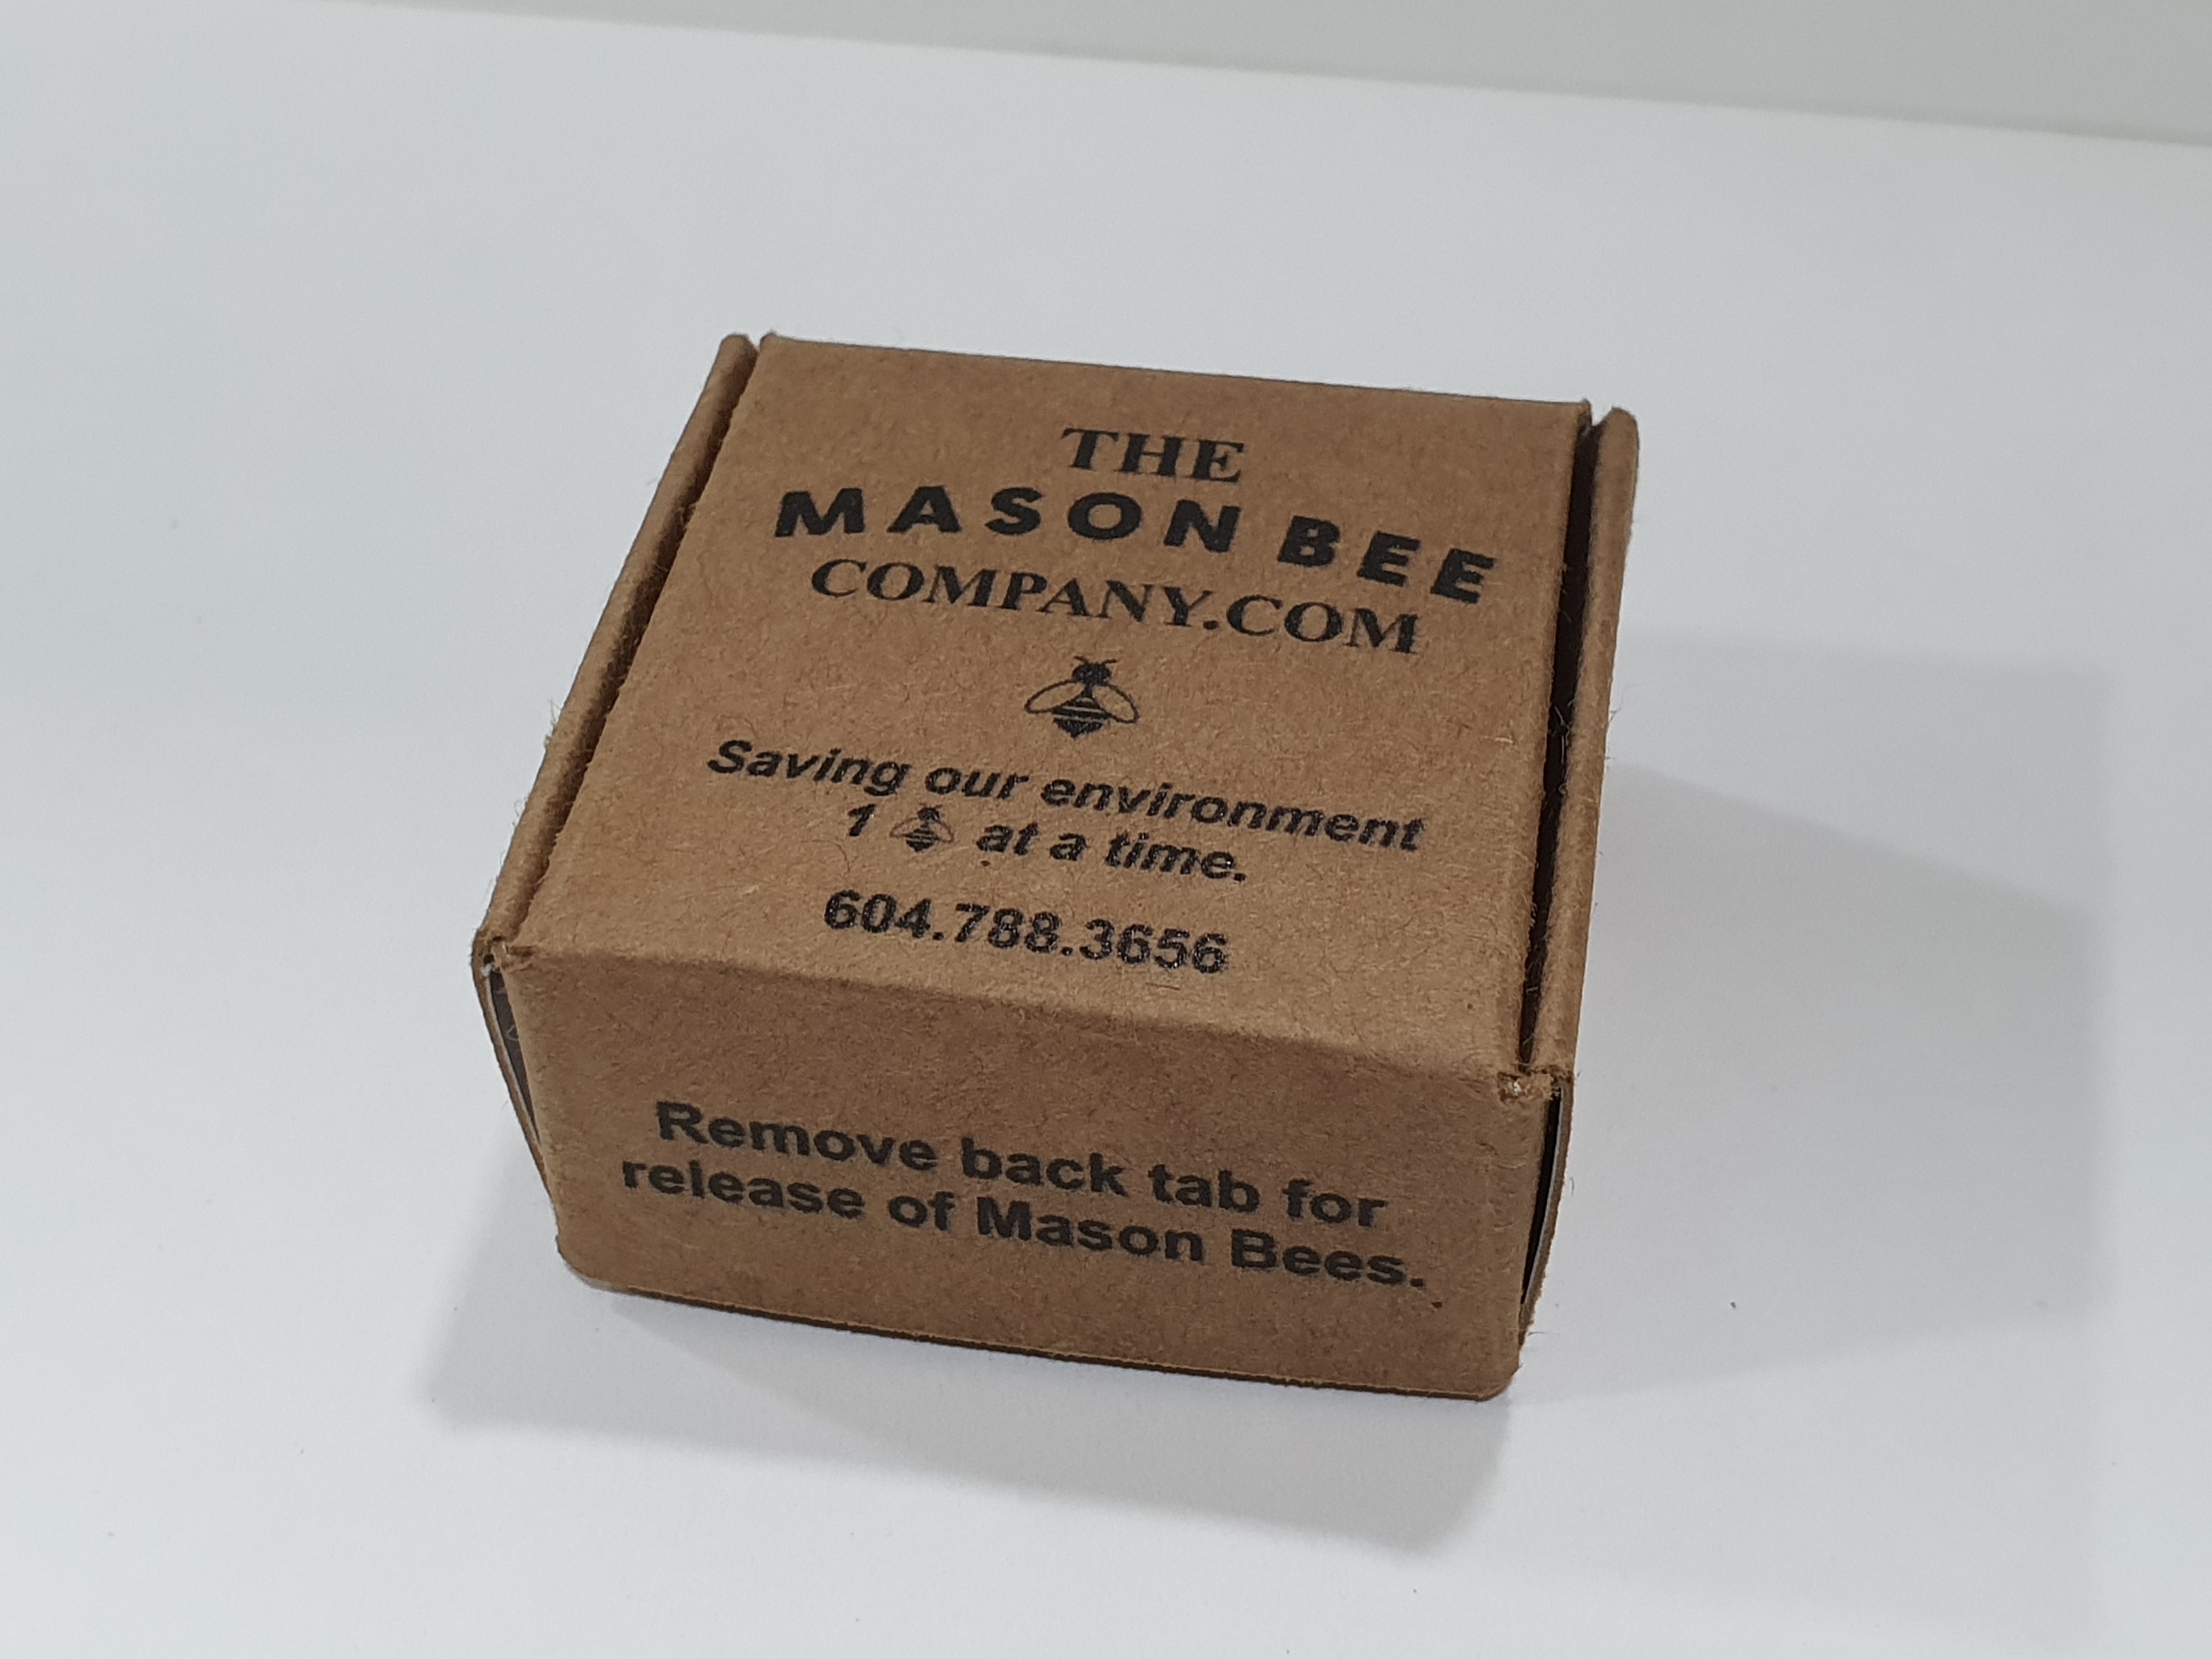 THE
MASON BEE
COMPANY.COM
Saving our environment
1 at a time.
604.788.3656
Remove back tab for
release of Mason Bees.